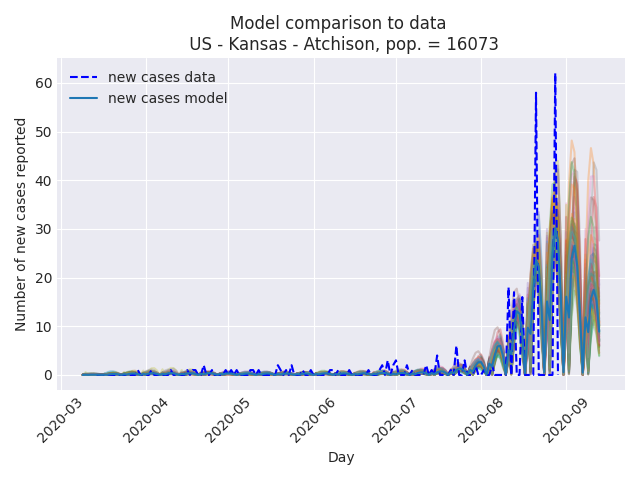 Model comparison to data
US - Kansas - Atchison, pop. = 16073
new cases data
new cases model
Number of new cases reported
60
50
40
30
20
10
0
2020-03
2020-04
2020-05
2020-06
2020-07
2020-08
2020-09
Day